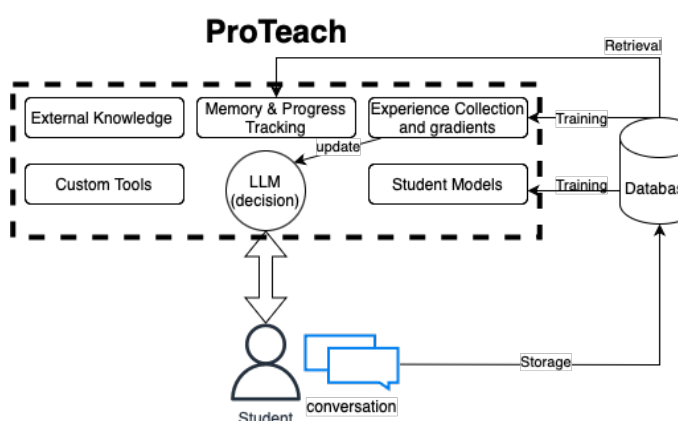 ProTeach
Retrieval
External Knowledge
Memory & Progress
Tracking
Experience Collection
and gradients
Training
update
Custom Tools
LLM
(decision)
Student Models
Training
Databas
Storage
conversation
Student